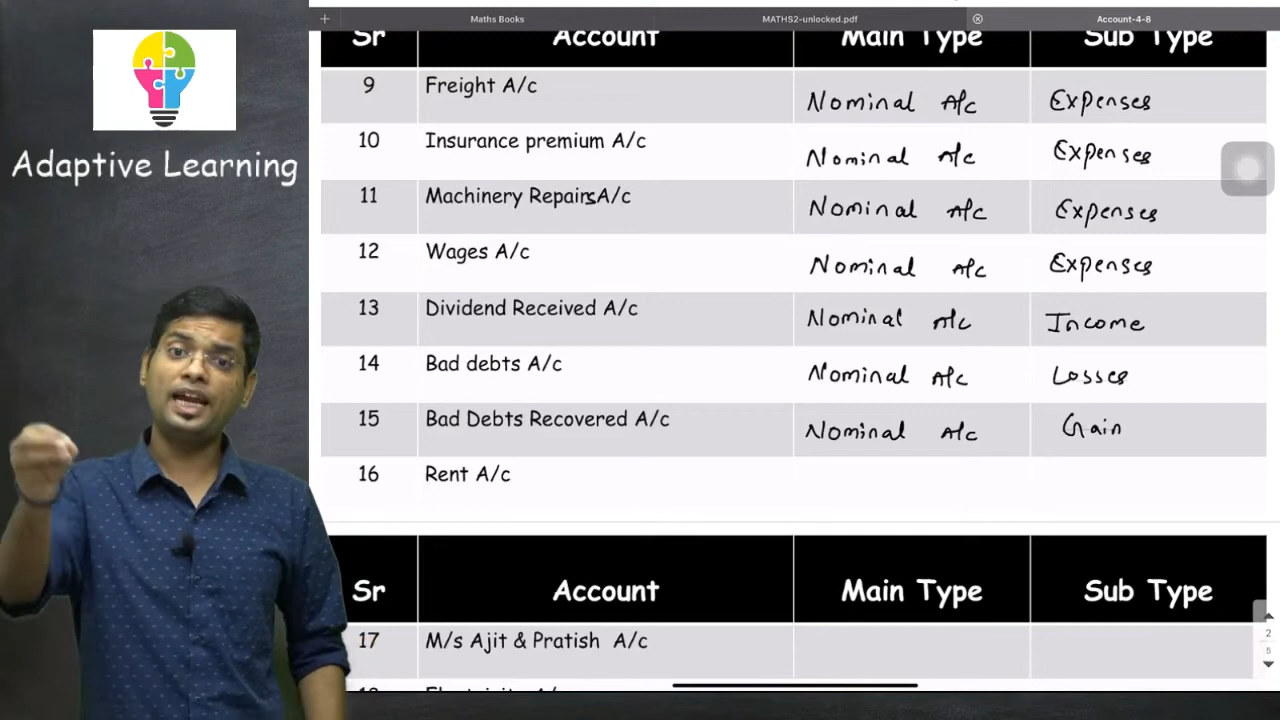 Maths Books
MATHS2-unlocked.pdf
Account-4-8
Adaptive Learning
Sr Account Main Type Sub Type
9 Freight A/c Nominal A/c Expenses
10 Insurance premium A/c Nominal A/c Expenses
11 Machinery Repairs A/c Nominal A/c Expenses
12 Wages A/c Nominal A/c Expenses
13 Dividend Received A/c Nominal A/c Income
14 Bad debts A/c Nominal A/c Losses
15 Bad Debts Recovered A/c Nominal A/c Gain
16 Rent A/c
Sr Account Main Type Sub Type
17 M/s Ajit & Pratish A/c
2
5